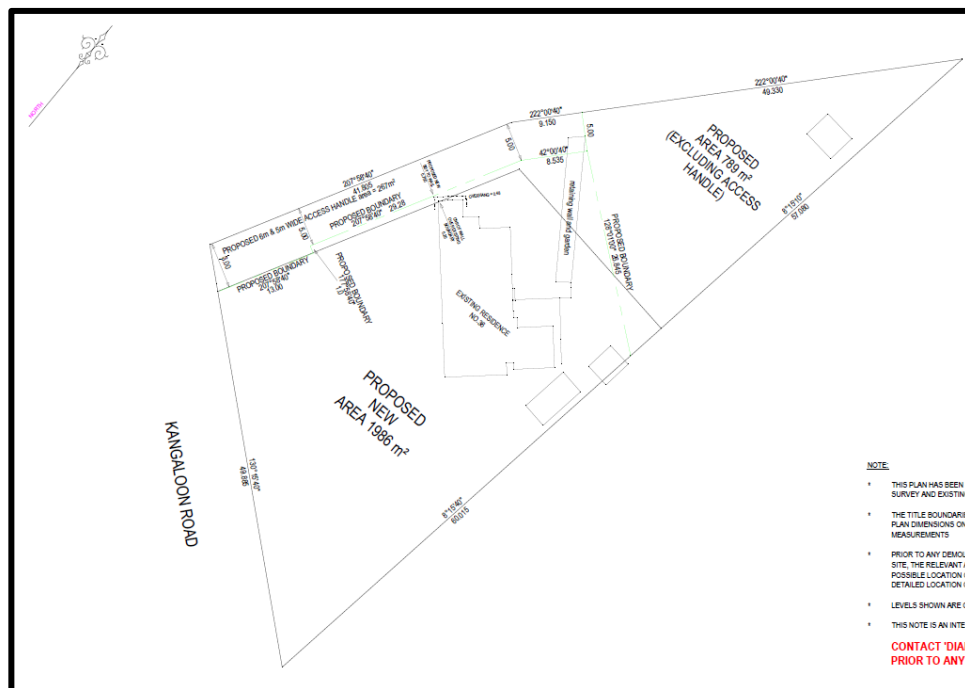 NORTH
222°00'40"
49.330
222°00'40"
9.150
5.00
5.00
42°00'40"
8.535
207°58'40"
41.805
PROPOSED 6m & 5m WIDE ACCESS HANDLE area = 267m²
5.00
PROPOSED BOUNDARY
207°58'40" 29.28
PROPOSED
AREA 789 m²
(EXCLUDING ACCESS
HANDLE)
8°15'10"
57.080
retaining wall and garden
PROPOSED BOUNDARY
128°01'00" 26.845
PROPOSED BOUNDARY
207°58'40"
13.00
PROPOSED BOUNDARY
1.0
EXISTING RESIDENCE
NO.38
PROPOSED
NEW
AREA 1986 m²
KANGALOON ROAD
130°15'40"
49.885
8°15'40"
60.015
NOTE:
* THIS PLAN HAS BEEN
SURVEY AND EXISTIN
* THE TITLE BOUNDARI
PLAN DIMENSIONS ON
MEASUREMENTS
* PRIOR TO ANY DEMOL
SITE, THE RELEVANT A
POSSIBLE LOCATION
DETAILED LOCATION
* LEVELS SHOWN ARE
* THIS NOTE IS AN INTE
CONTACT 'DIA
PRIOR TO ANY